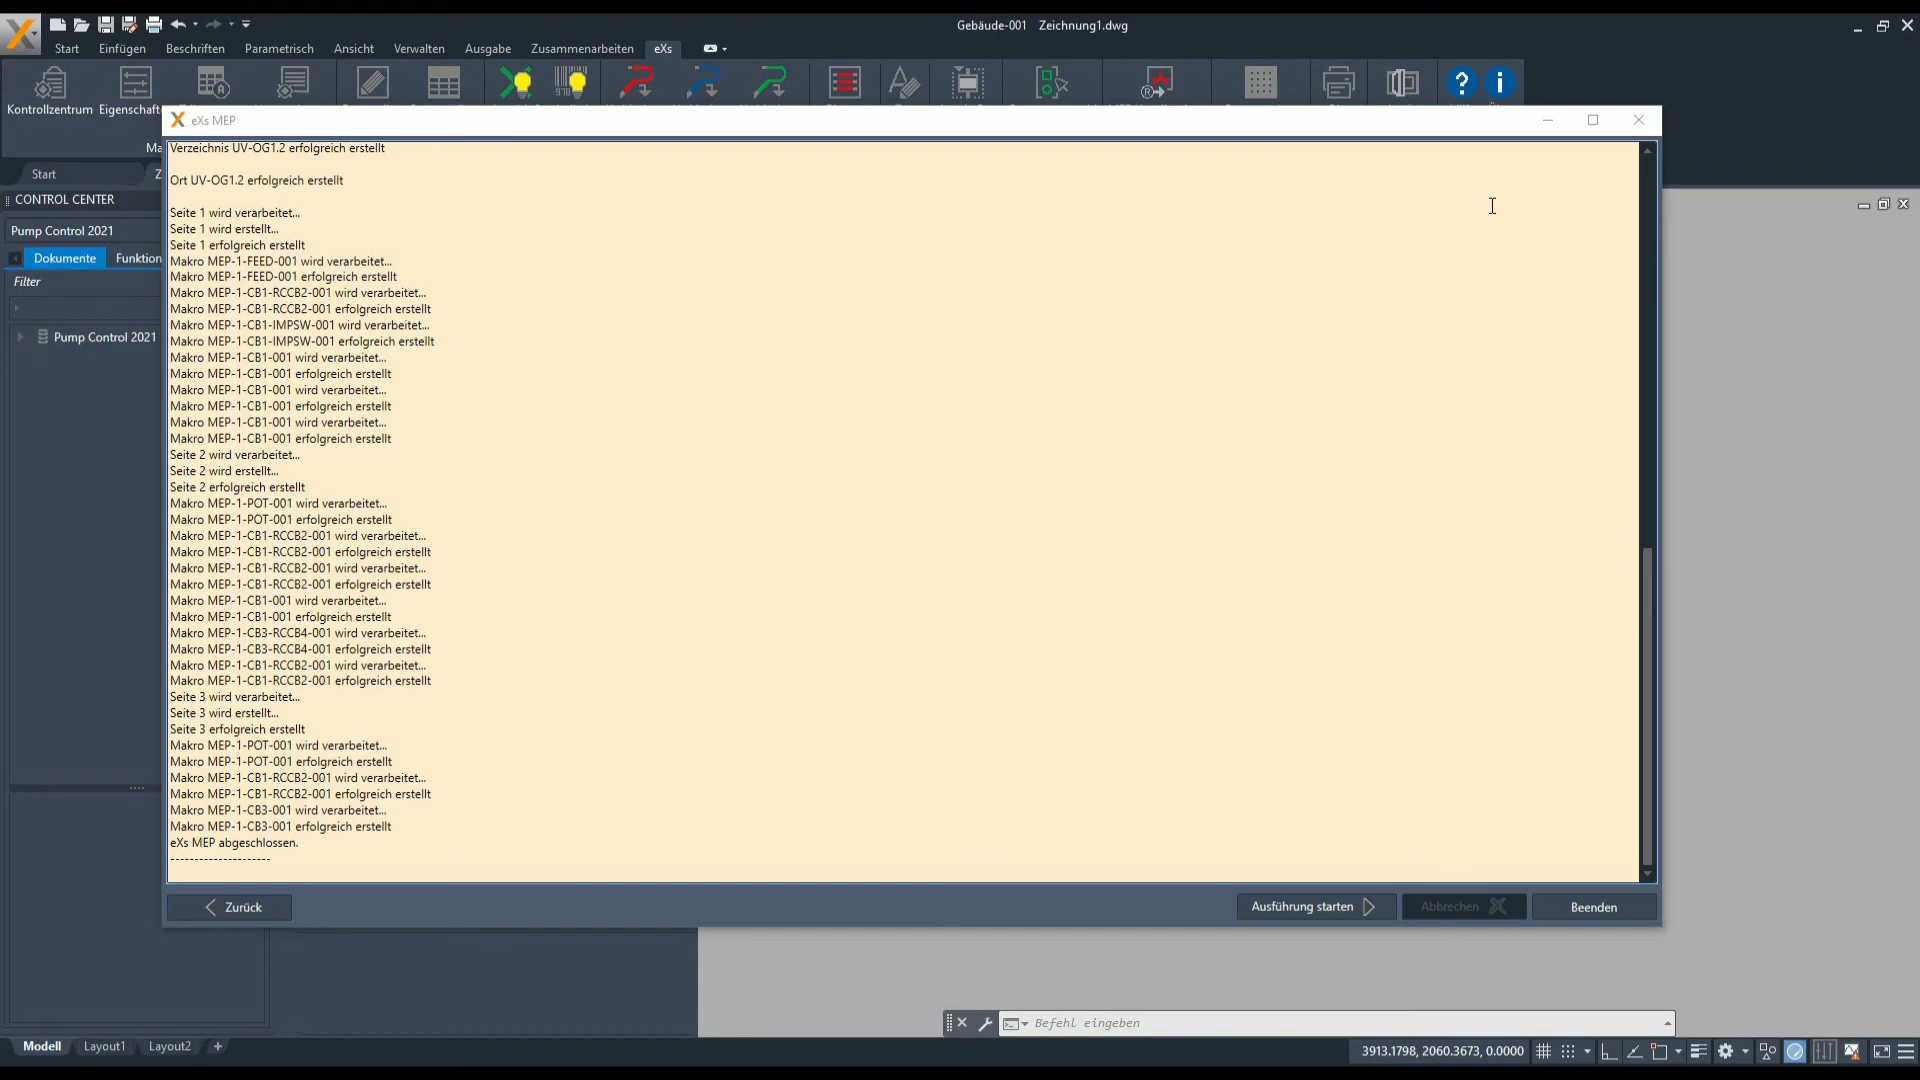 Gebäude-001 Zeichnung1.dwg
Start Einfügen Beschriften Parametrisch Ansicht Verwalten Ausgabe Zusammenarbeiten eXs
Kontrollzentrum Eigenschaft
Ma
eXs MEP
Start Z
CONTROL CENTER
Pump Control 2021
Dokumente Funktion
Filter
Pump Control 2021
Verzeichnis UV-OG1.2 erfolgreich erstellt
Ort UV-OG1.2 erfolgreich erstellt
Seite 1 wird verarbeitet...
Seite 1 wird erstellt...
Seite 1 erfolgreich erstellt
Makro MEP-1-FEED-001 wird verarbeitet...
Makro MEP-1-FEED-001 erfolgreich erstellt
Makro MEP-1-CB1-RCCB2-001 wird verarbeitet...
Makro MEP-1-CB1-RCCB2-001 erfolgreich erstellt
Makro MEP-1-CB1-IMPSW-001 wird verarbeitet...
Makro MEP-1-CB1-IMPSW-001 erfolgreich erstellt
Makro MEP-1-CB1-001 wird verarbeitet...
Makro MEP-1-CB1-001 erfolgreich erstellt
Makro MEP-1-CB1-001 wird verarbeitet...
Makro MEP-1-CB1-001 erfolgreich erstellt
Makro MEP-1-CB1-001 wird verarbeitet...
Makro MEP-1-CB1-001 erfolgreich erstellt
Seite 2 wird verarbeitet...
Seite 2 wird erstellt...
Seite 2 erfolgreich erstellt
Makro MEP-1-POT-001 wird verarbeitet...
Makro MEP-1-POT-001 erfolgreich erstellt
Makro MEP-1-CB1-RCCB2-001 wird verarbeitet...
Makro MEP-1-CB1-RCCB2-001 erfolgreich erstellt
Makro MEP-1-CB1-RCCB2-001 wird verarbeitet...
Makro MEP-1-CB1-RCCB2-001 erfolgreich erstellt
Makro MEP-1-CB1-001 wird verarbeitet...
Makro MEP-1-CB1-001 erfolgreich erstellt
Makro MEP-1-CB3-RCCB4-001 wird verarbeitet...
Makro MEP-1-CB3-RCCB4-001 erfolgreich erstellt
Makro MEP-1-CB1-RCCB2-001 wird verarbeitet...
Makro MEP-1-CB1-RCCB2-001 erfolgreich erstellt
Seite 3 wird verarbeitet...
Seite 3 wird erstellt...
Seite 3 erfolgreich erstellt
Makro MEP-1-POT-001 wird verarbeitet...
Makro MEP-1-POT-001 erfolgreich erstellt
Makro MEP-1-CB1-RCCB2-001 wird verarbeitet...
Makro MEP-1-CB1-RCCB2-001 erfolgreich erstellt
Makro MEP-1-CB3-001 wird verarbeitet...
Makro MEP-1-CB3-001 erfolgreich erstellt
eXs MEP abgeschlossen.
---------------------
Zurück Ausführung starten Abbrechen Beenden
Befehl eingeben
Modell Layout1 Layout2 +
3913.1798, 2060.3673, 0.0000